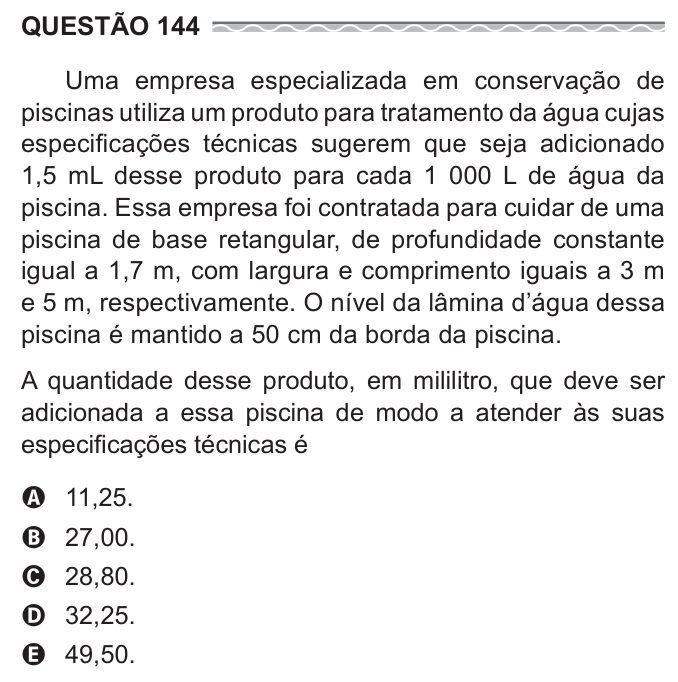 QUESTÃO 144
Uma empresa especializada em conservação de
piscinas utiliza um produto para tratamento da água cujas
especificações técnicas sugerem que seja adicionado
1,5 mL desse produto para cada 1 000 L de água da
piscina. Essa empresa foi contratada para cuidar de uma
piscina de base retangular, de profundidade constante
igual a 1,7 m, com largura e comprimento iguais a 3 m
e 5 m, respectivamente. O nível da lâmina d’água dessa
piscina é mantido a 50 cm da borda da piscina.
A quantidade desse produto, em mililitro, que deve ser
adicionada a essa piscina de modo a atender às suas
especificações técnicas é
A 11,25.
B 27,00.
C 28,80.
D 32,25.
E 49,50.